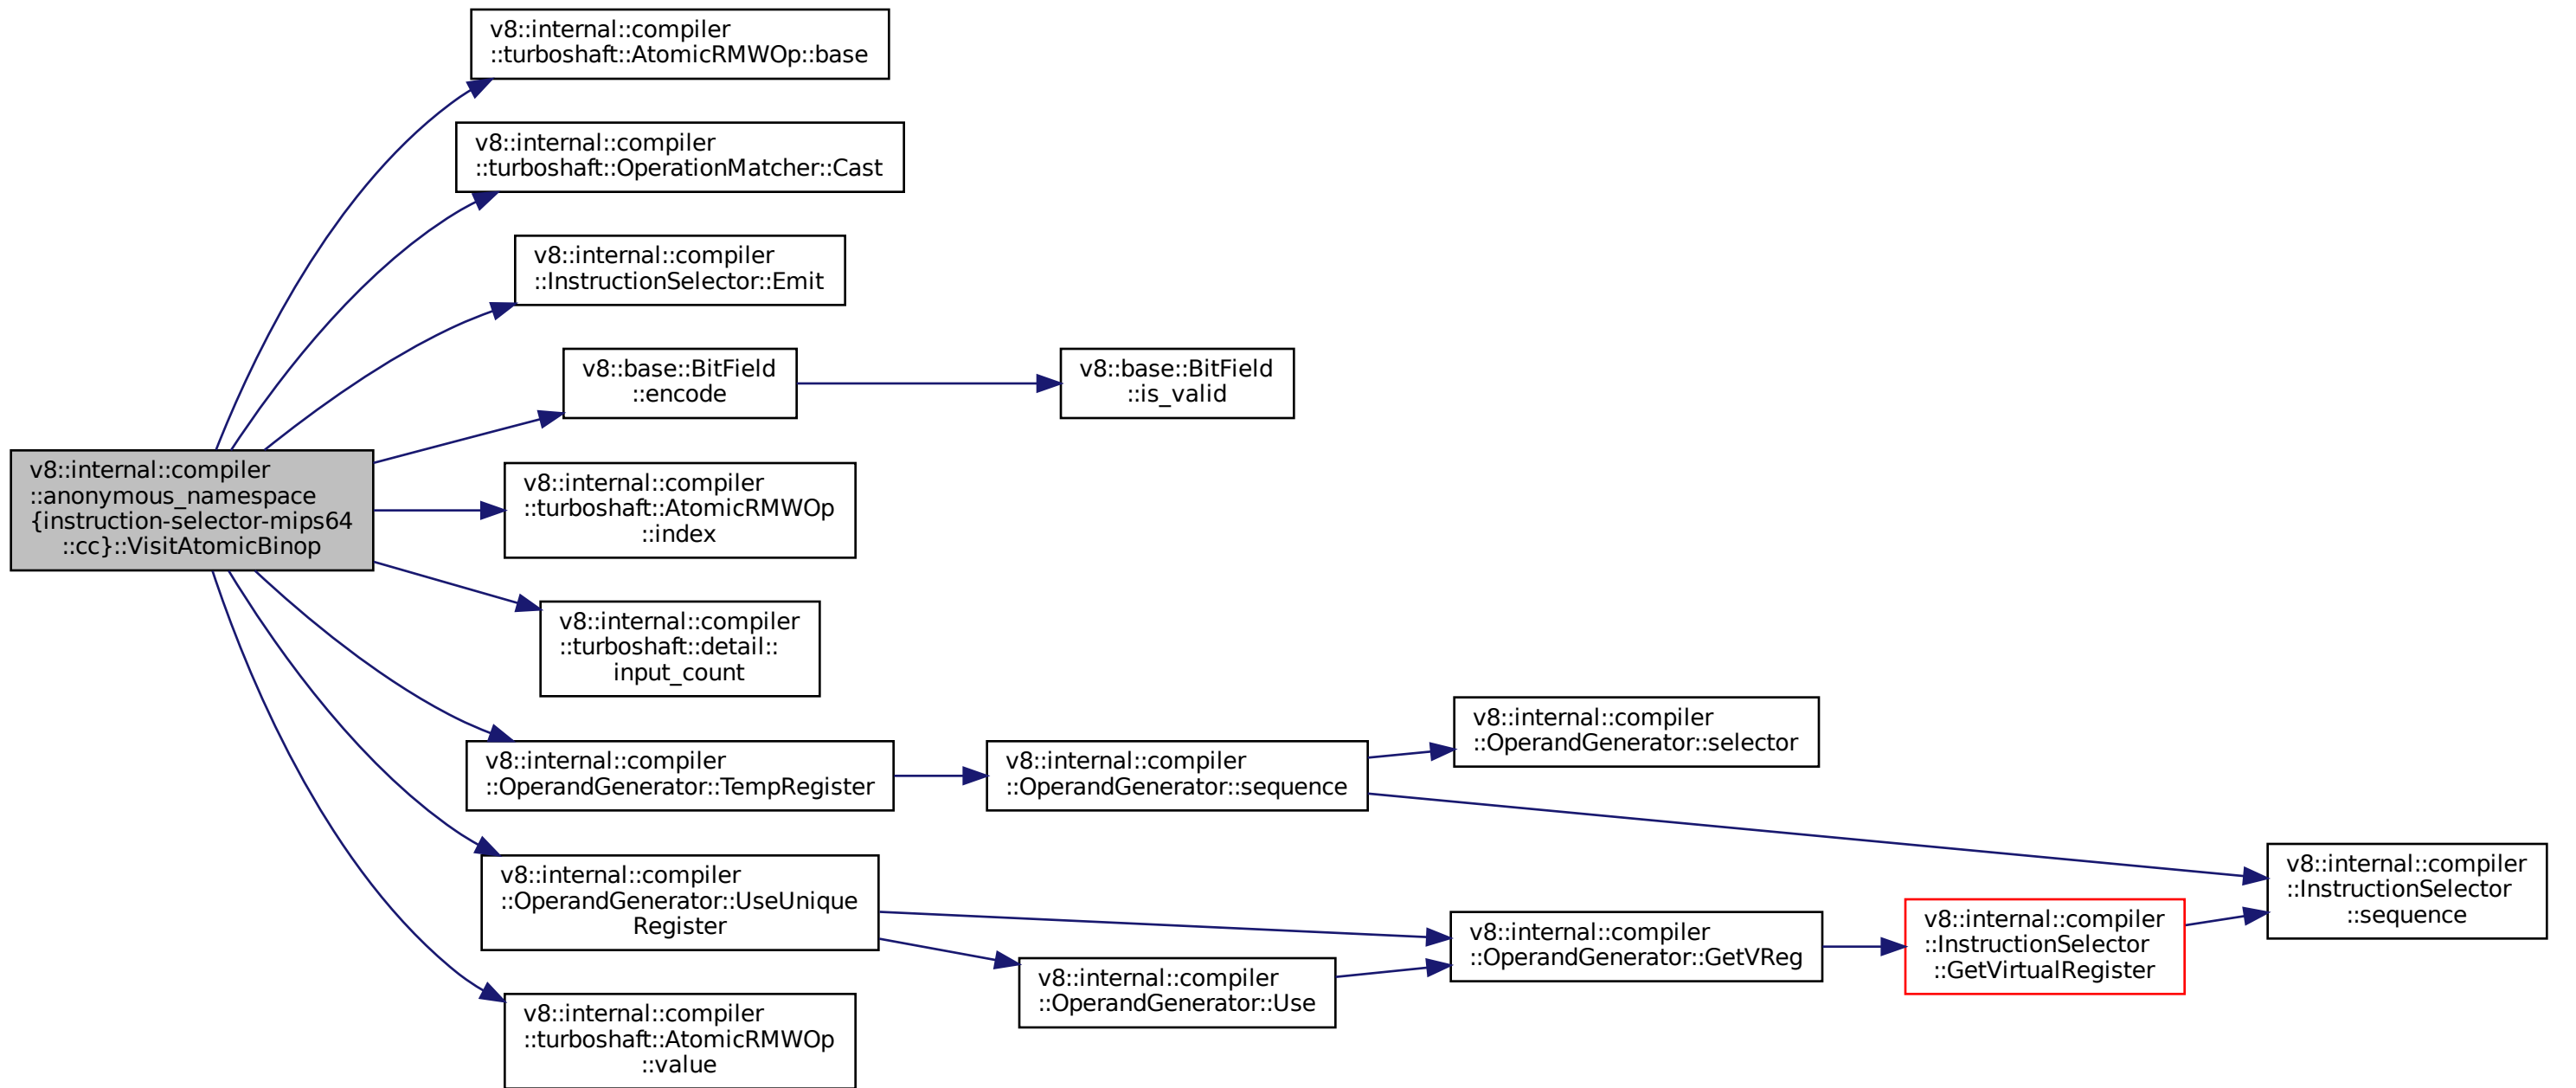 v8::internal::compiler
::turboshaft::AtomicRMWOp::base
v8::internal::compiler
::turboshaft::OperationMatcher::Cast
v8::internal::compiler
::InstructionSelector::Emit
v8::base::BitField
::encode
v8::base::BitField
::is_valid
v8::internal::compiler
::anonymous_namespace
{instruction-selector-mips64
::cc}::VisitAtomicBinop
v8::internal::compiler
::turboshaft::AtomicRMWOp
::index
v8::internal::compiler
::turboshaft::detail::
input_count
v8::internal::compiler
::OperandGenerator::TempRegister
v8::internal::compiler
::OperandGenerator::sequence
v8::internal::compiler
::OperandGenerator::selector
v8::internal::compiler
::OperandGenerator::UseUnique
Register
v8::internal::compiler
::OperandGenerator::Use
v8::internal::compiler
::OperandGenerator::GetVReg
v8::internal::compiler
::InstructionSelector
::GetVirtualRegister
v8::internal::compiler
::InstructionSelector
::sequence
v8::internal::compiler
::turboshaft::AtomicRMWOp
::value